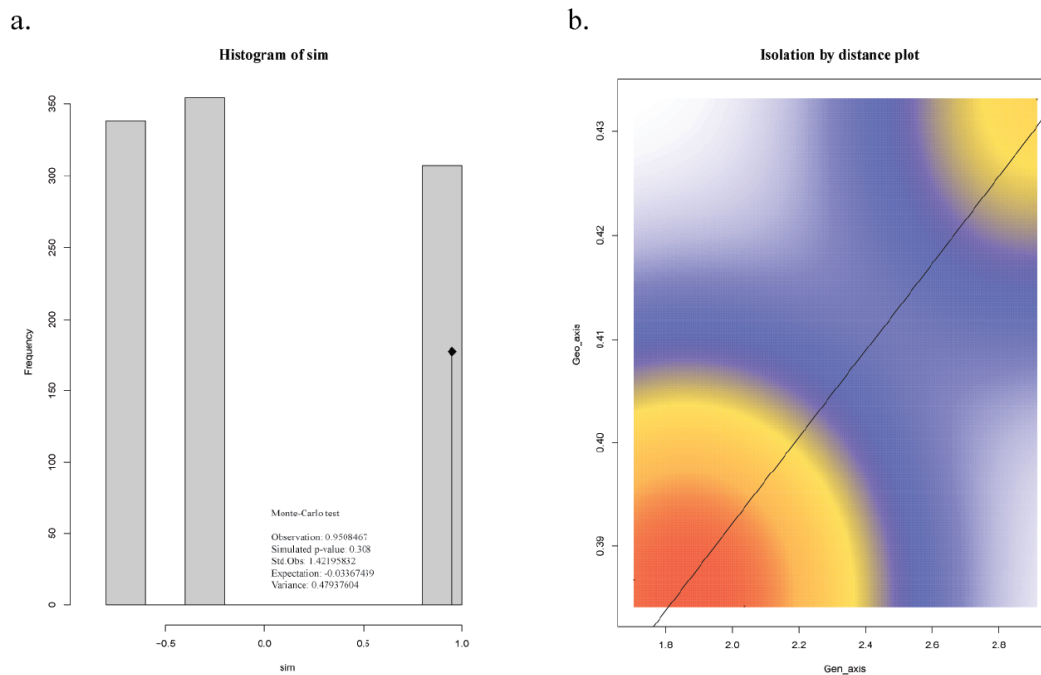 a.
Histogram of sim
Frequency
350
300
250
200
150
100
50
0
Monte-Carlo test
Observation: 0.9508467
Simulated p-value: 0.308
Std.Obs: 1.42195832
Expectation: -0.03367439
Variance: 0.47937604
−0.5 0.0 0.5 1.0
sim
b.
Isolation by distance plot
Geo_axis
0.43
0.42
0.41
0.40
0.39
1.8 2.0 2.2 2.4 2.6 2.8
Gen_axis